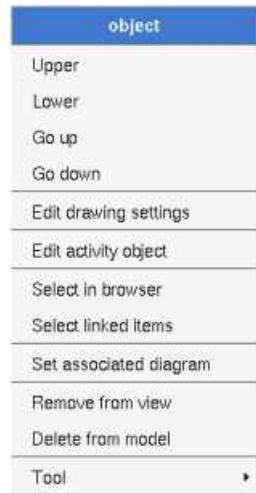 object
Upper
Lower
Go up
Go down
Edit drawing settings
Edit activity object
Select in browser
Select linked items
Set associated diagram
Remove from view
Delete from model
Tool